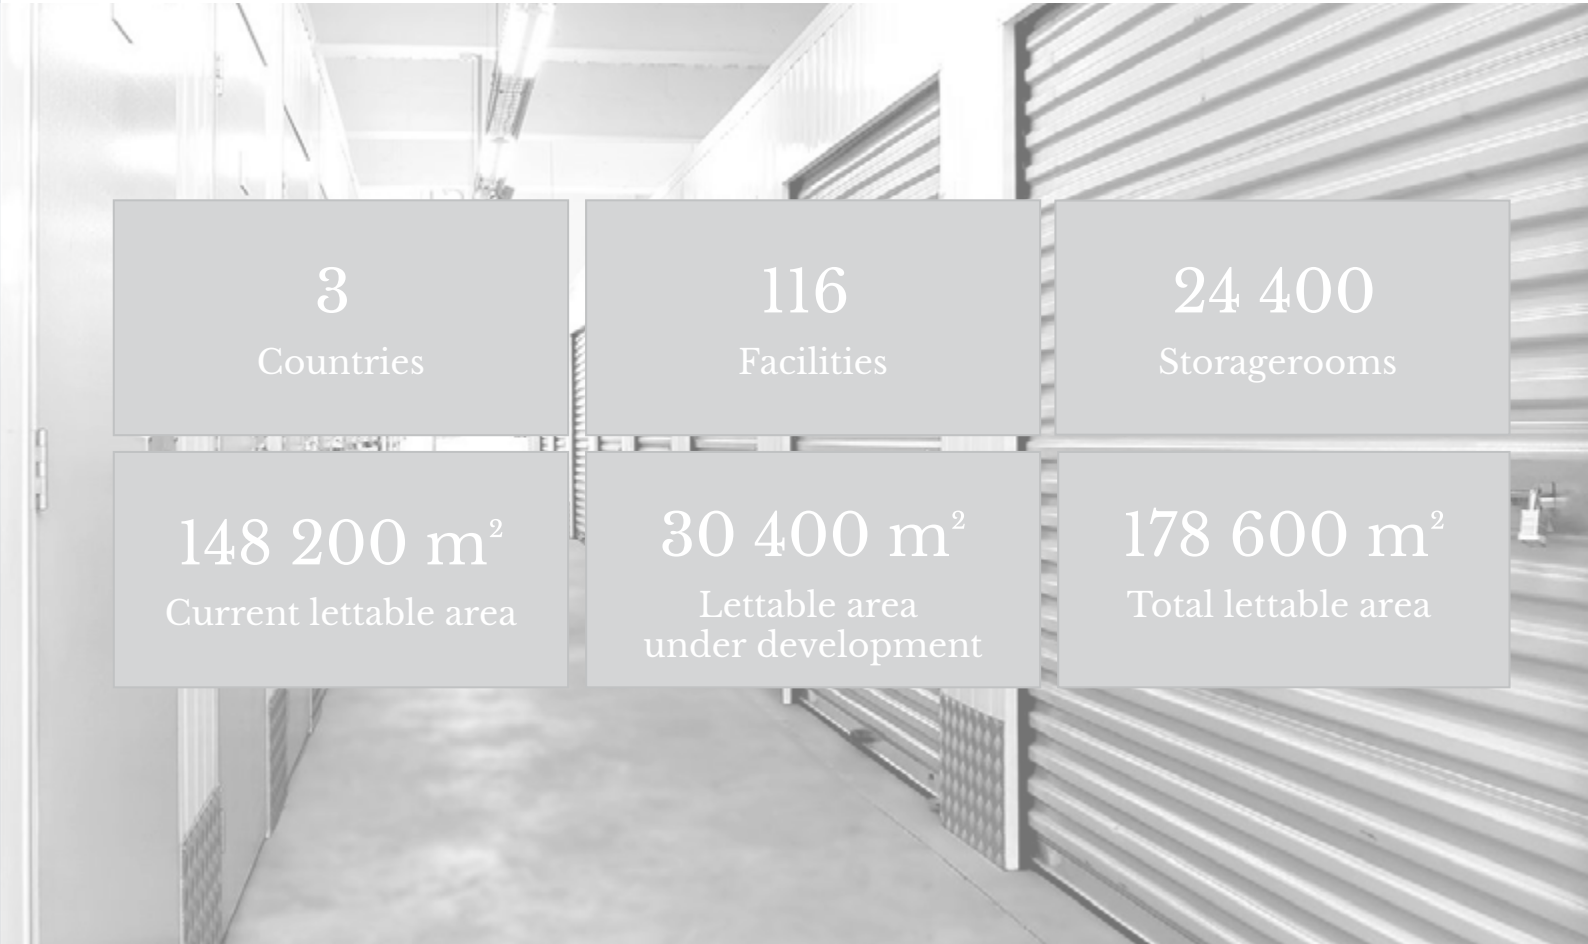 3
Countries
116
Facilities
24 400
Storagerooms
148 200 m²
Current lettable area
30 400 m²
Lettable area
under development
178 600 m²
Total lettable area